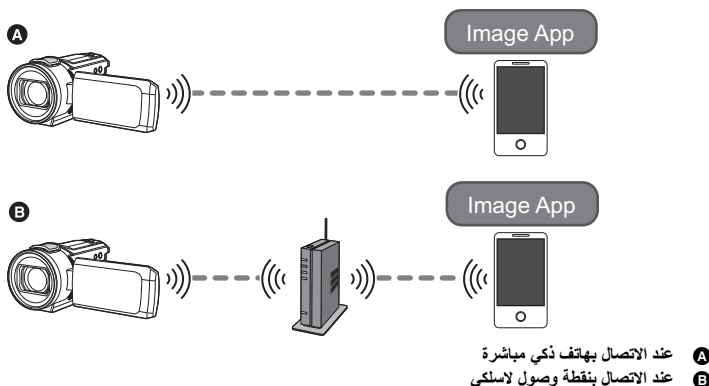 A
Image App
B
Image App
A عند الاتصال بهاتف ذكي مباشرة
B عند الاتصال بنقطة وصول لاسلكي